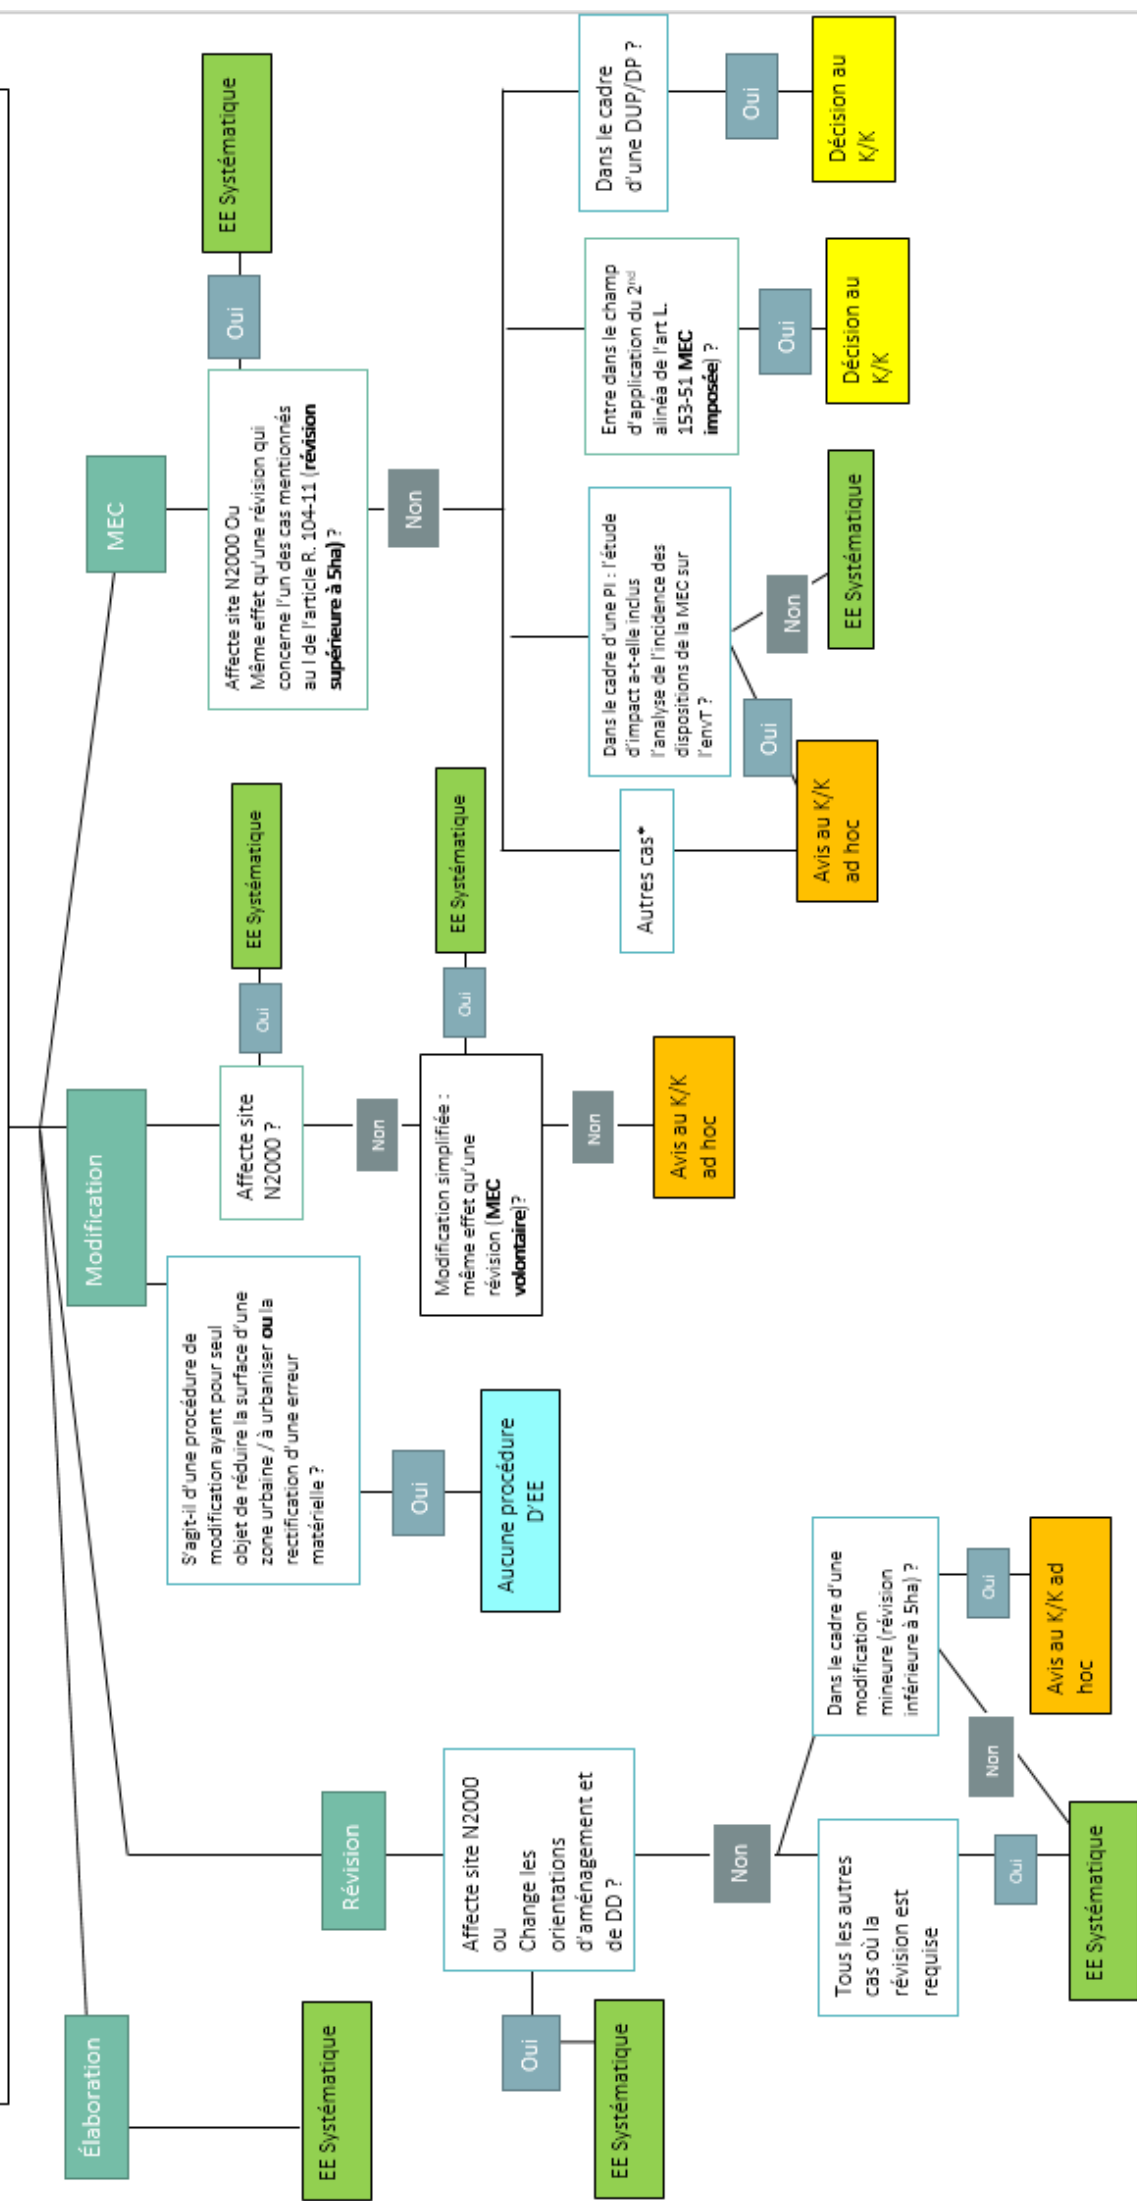 Élaboration
EE Systématique
Révision
Affecte site N2000
ou
Change les
orientations
d'aménagement et
de DD ?
Oui
EE Systématique
Non
Tous les autres
cas où la
révision est
requise
Oui
EE Systématique
Dans le cadre d'une
modification
mineure (révision
inférieure à 5ha) ?
Non
Oui
Avis au K/K ad
hoc
Modification
S'agit-il d'une procédure de
modification ayant pour seul
objet de réduire la surface d'une
zone urbaine / à urbaniser ou la
rectification d'une erreur
matérielle ?
Oui
Aucune procédure
D'EE
Affecte site
N2000 ?
Oui
EE Systématique
Non
Modification simplifiée :
même effet qu'une
révision (MEC
volontaire)?
Oui
EE Systématique
Non
Avis au K/K
ad hoc
MEC
Affecte site N2000 Ou
Même effet qu'une révision qui
concerne l'un des cas mentionnés
au I de l'article R. 104-11 (révision
supérieure à 5ha) ?
Oui
EE Systématique
Non
Autres cas*
Avis au K/K
ad hoc
Dans le cadre d'une PI : l'étude
d'impact a-t-elle inclus
l'analyse de l'incidence des
dispositions de la MEC sur
l'envT ?
Oui
Non
EE Systématique
Entre dans le champ
d'application du 2nd
alinéa de l'art L.
153-51 MEC
imposée) ?
Oui
Décision au
K/K
Dans le cadre
d'une DUP/DP ?
Oui
Décision au
K/K